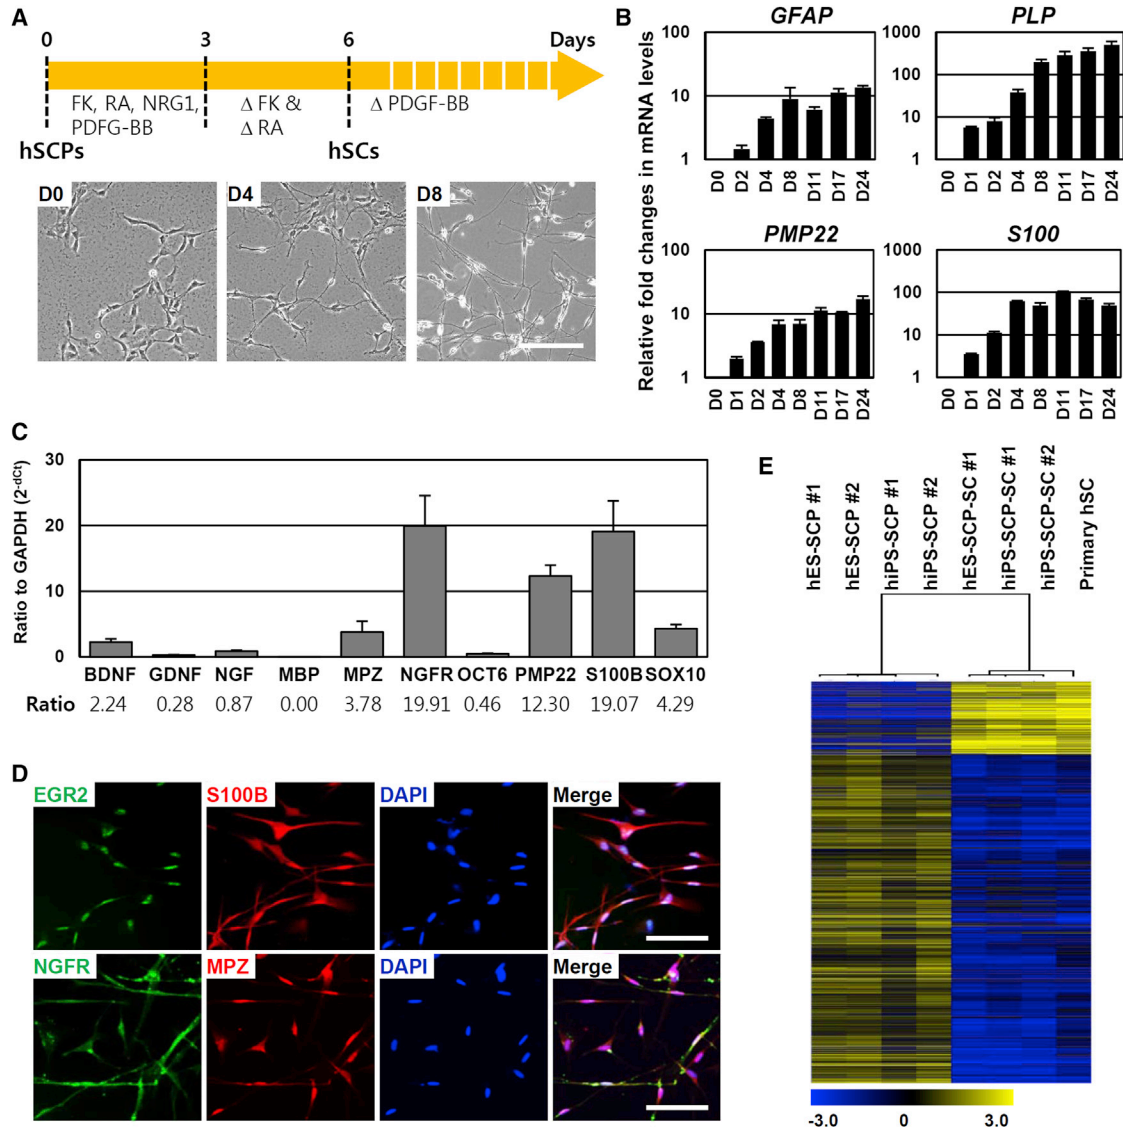 A
0 3 6 Days
FK, RA, NRG1,
PDFG-BB
Δ FK &
Δ RA
Δ PDGF-BB
hSCPs hSCs
D0 D4 D8
B
Relative fold changes in mRNA levels
GFAP
100
10
1
D0 D2 D4 D8 D11 D17 D24
PLP
1000
100
10
1
D0 D1 D2 D4 D8 D11 D17 D24
PMP22
100
10
1
D0 D1 D2 D4 D8 D11 D17 D24
S100
1000
100
10
1
D0 D1 D2 D4 D8 D11 D17 D24
C
Ratio to GAPDH (2-dCt)
30
20
10
0
BDNF GDNF NGF MBP MPZ NGFR OCT6 PMP22 S100B SOX10
Ratio 2.24 0.28 0.87 0.00 3.78 19.91 0.46 12.30 19.07 4.29
D
EGR2 S100B DAPI Merge
NGFR MPZ DAPI Merge
E
hES-SCP #1
hES-SCP #2
hiPS-SCP #1
hiPS-SCP #2
hES-SCP-SC #1
hiPS-SCP-SC #1
hiPS-SCP-SC #2
Primary hSC
-3.0 0 3.0